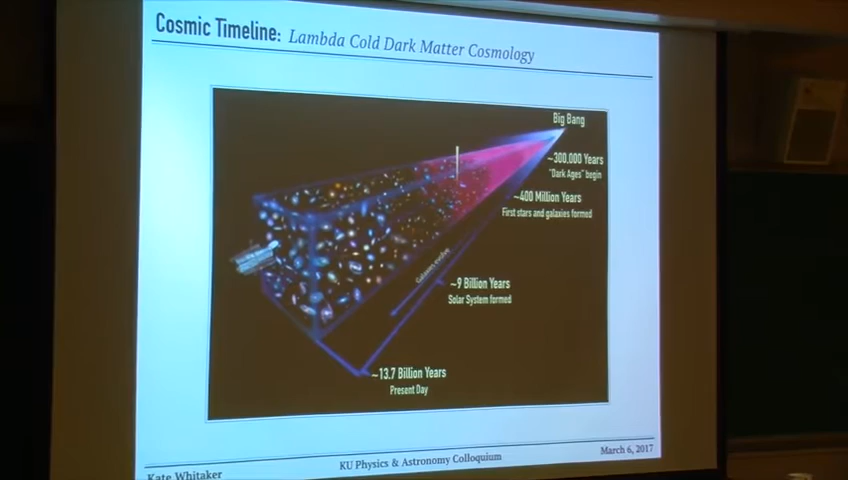 Cosmic Timeline: Lambda Cold Dark Matter Cosmology
Big Bang
~300,000 Years
"Dark Ages" begin
~400 Million Years
First stars and galaxies formed
Galaxies evolve
~9 Billion Years
Solar System formed
~13.7 Billion Years
Present Day
Kate Whitaker
KU Physics & Astronomy Colloquium
March 6, 2017